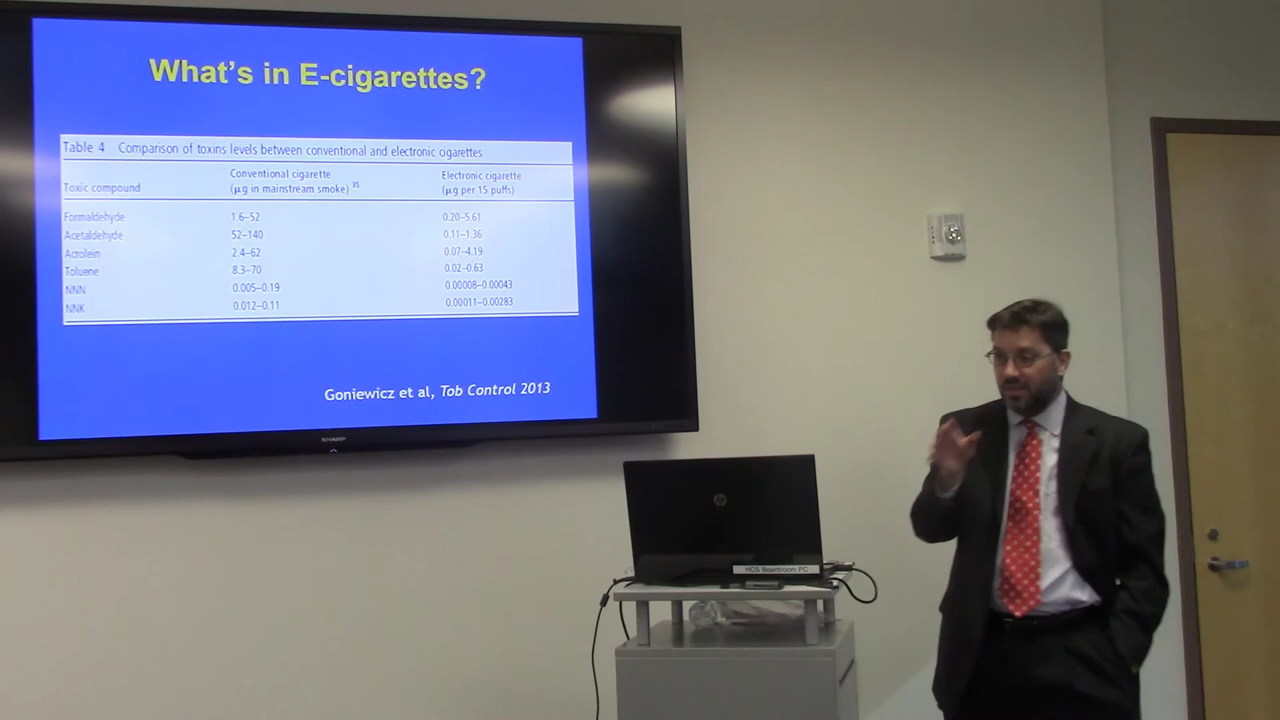 What's in E-cigarettes?
Table 4 Comparison of toxins levels between conventional and electronic cigarettes
Toxic compound Conventional cigarette (µg in mainstream smoke) 35 Electronic cigarette (µg per 15 puffs)
Formaldehyde 1.6–52 0.20–5.61
Acetaldehyde 52–140 0.11–1.36
Acrolein 2.4–62 0.07–4.19
Toluene 8.3–70 0.02–0.63
NNN 0.005–0.19 0.00008–0.00043
NNK 0.012–0.11 0.00011–0.00283
Goniewicz et al, Tob Control 2013
SHARP
hp
HCS Boardroom PC